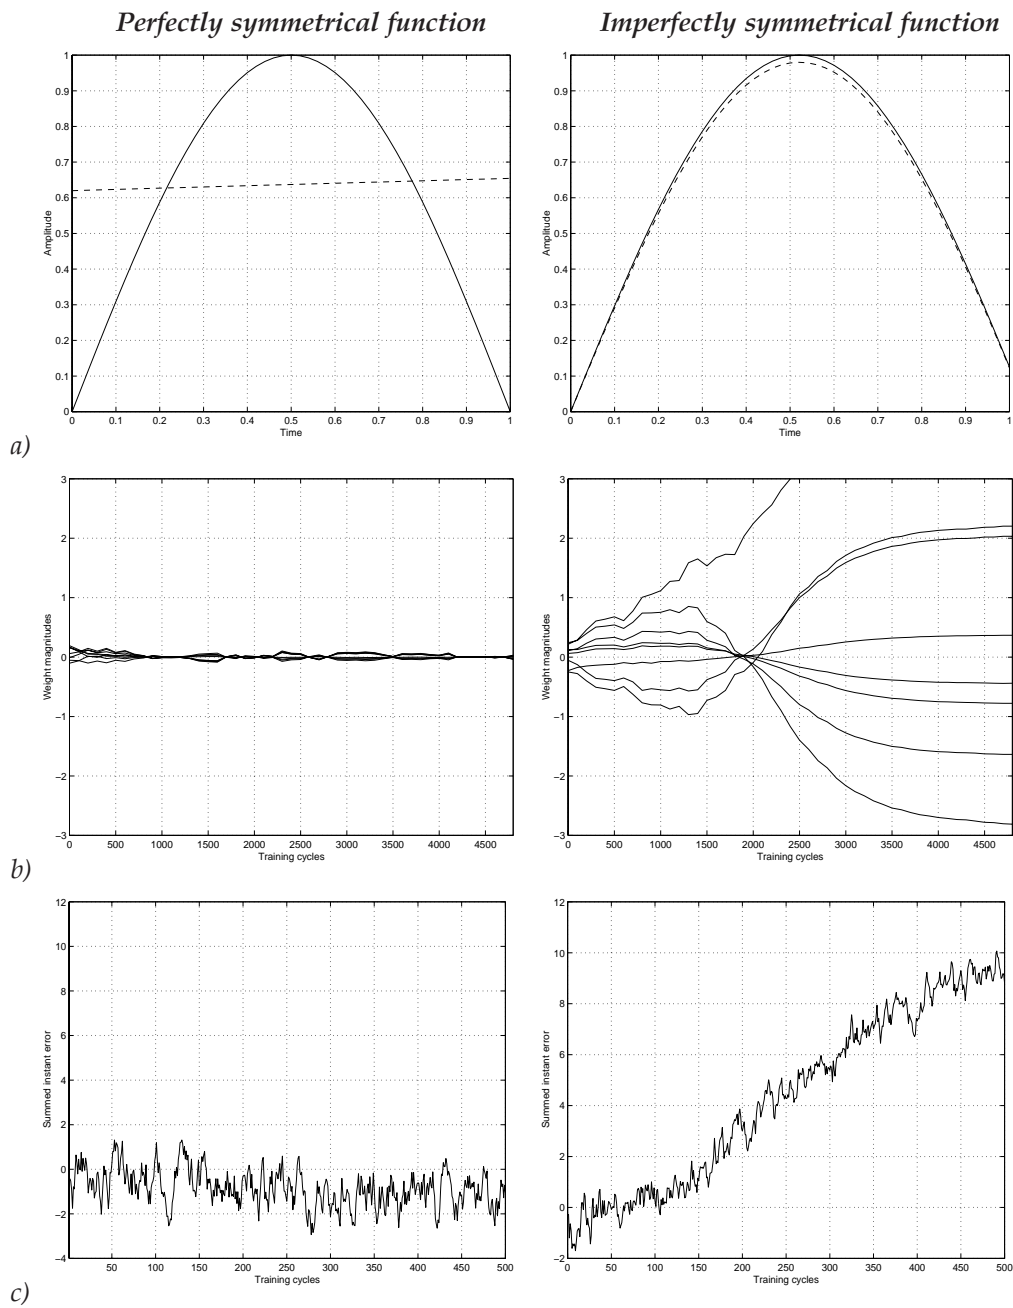 Perfectly symmetrical function
Imperfectly symmetrical function
1
0.9
0.8
0.7
0.6
0.5
0.4
0.3
0.2
0.1
0
Amplitude
0 0.1 0.2 0.3 0.4 0.5 0.6 0.7 0.8 0.9 1
Time
1
0.9
0.8
0.7
0.6
0.5
0.4
0.3
0.2
0.1
0
Amplitude
0 0.1 0.2 0.3 0.4 0.5 0.6 0.7 0.8 0.9 1
Time
a)
3
2
1
0
−1
−2
−3
Weight magnitudes
0 500 1000 1500 2000 2500 3000 3500 4000 4500
Training cycles
3
2
1
0
−1
−2
−3
Weight magnitudes
0 500 1000 1500 2000 2500 3000 3500 4000 4500
Training cycles
b)
12
10
8
6
4
2
0
−2
−4
Summed instant error
50 100 150 200 250 300 350 400 450 500
Training cycles
12
10
8
6
4
2
0
−2
Summed instant error
0 50 100 150 200 250 300 350 400 450 500
Training cycles
c)